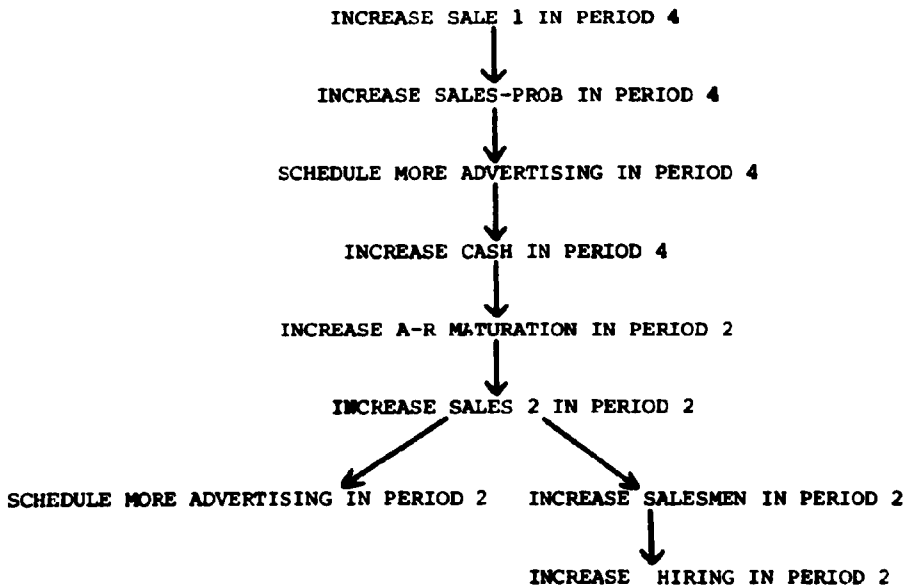 INCREASE SALE 1 IN PERIOD 4
INCREASE SALES-PROB IN PERIOD 4
SCHEDULE MORE ADVERTISING IN PERIOD 4
INCREASE CASH IN PERIOD 4
INCREASE A-R MATURATION IN PERIOD 2
INCREASE SALES 2 IN PERIOD 2
SCHEDULE MORE ADVERTISING IN PERIOD 2 INCREASE SALESMEN IN PERIOD 2
INCREASE HIRING IN PERIOD 2